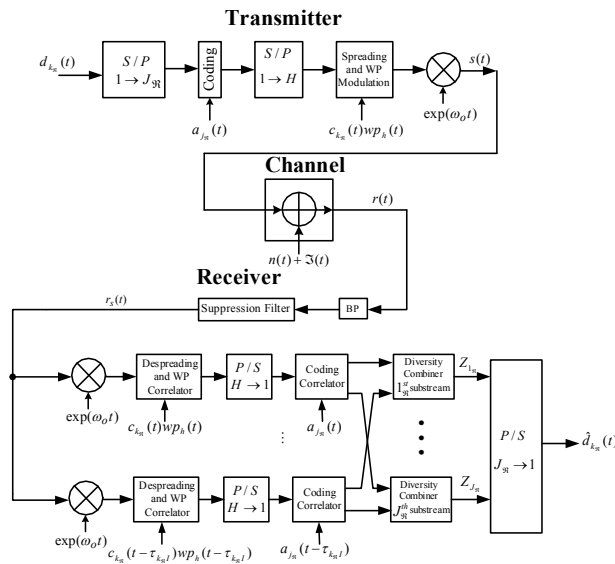 Transmitter
d_{k_ℜ}(t)
S / P
1 → J_ℜ
Coding
S / P
1 → H
Spreading
and WP
Modulation
s(t)
a_{j_ℜ}(t)
c_{k_ℜ}(t)wp_h(t)
exp(ω_o t)
Channel
r(t)
n(t) + ℑ(t)
Receiver
r_s(t)
Suppression Filter
BP
Despreading
and WP
Correlator
P / S
H → 1
Coding
Correlator
Diversity
Combiner
1_ℜ^{st} substream
Z_{1_ℜ}
exp(ω_o t)
c_{k_ℜ}(t)wp_h(t)
a_{j_ℜ}(t)
P / S
J_ℜ → 1
d̂_{k_ℜ}(t)
Despreading
and WP
Correlator
P / S
H → 1
Coding
Correlator
Diversity
Combiner
J_ℜ^{th} substream
Z_{J_ℜ}
exp(ω_o t)
c_{k_ℜ}(t − τ_{k_ℜ l})wp_h(t − τ_{k_ℜ l})
a_{j_ℜ}(t − τ_{k_ℜ l})